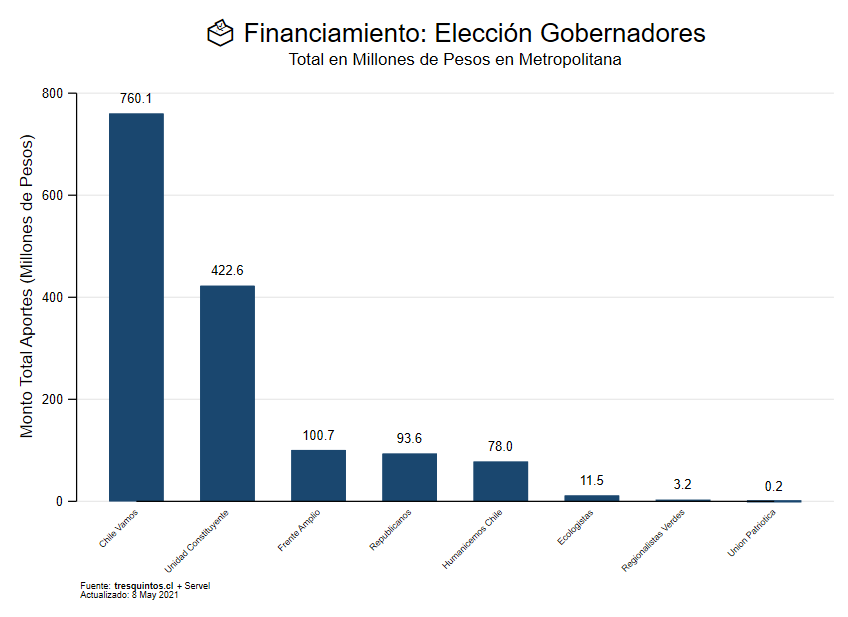 Financiamiento: Elección Gobernadores
Total en Millones de Pesos en Metropolitana
Monto Total Aportes (Millones de Pesos)
800
600
400
200
0
760.1
422.6
100.7
93.6
78.0
11.5
3.2
0.2
Chile Vamos
Unidad Constituyente
Frente Amplio
Republicanos
Humanicemos Chile
Ecologistas
Regionalistas Verdes
Union Patriotica
Fuente: tresquintos.cl + Servel
Actualizado: 8 May 2021